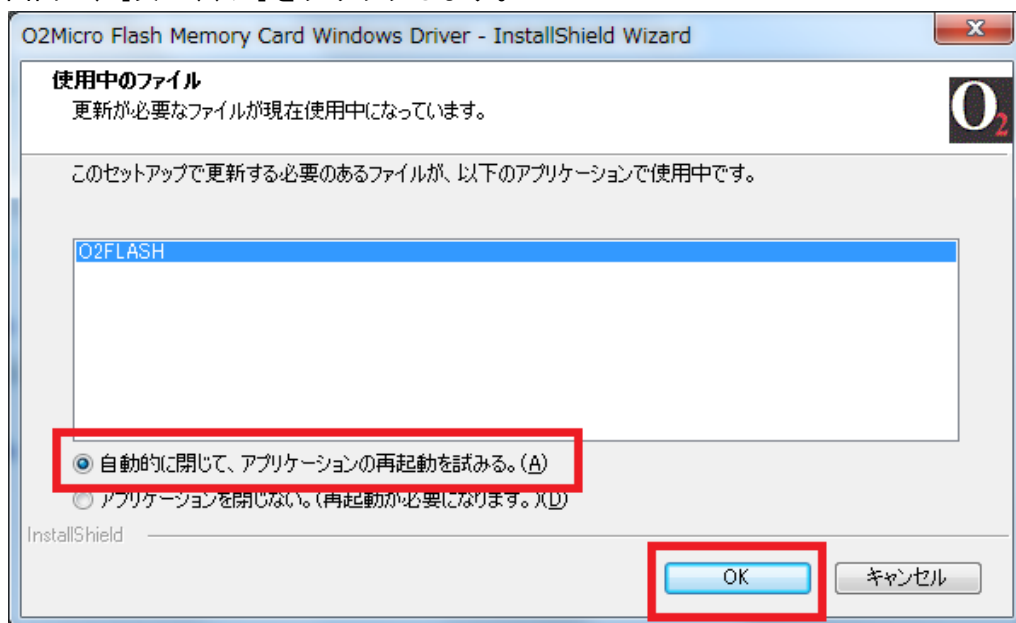 O2Micro Flash Memory Card Windows Driver - InstallShield Wizard
使用中のファイル
更新が必要なファイルが現在使用中になっています。
O2
このセットアップで更新する必要のあるファイルが、以下のアプリケーションで使用中です。
O2FLASH
自動的に閉じて、アプリケーションの再起動を試みる。(A)
アプリケーションを閉じない。(再起動が必要になります。)(D)
InstallShield
OK
キャンセル